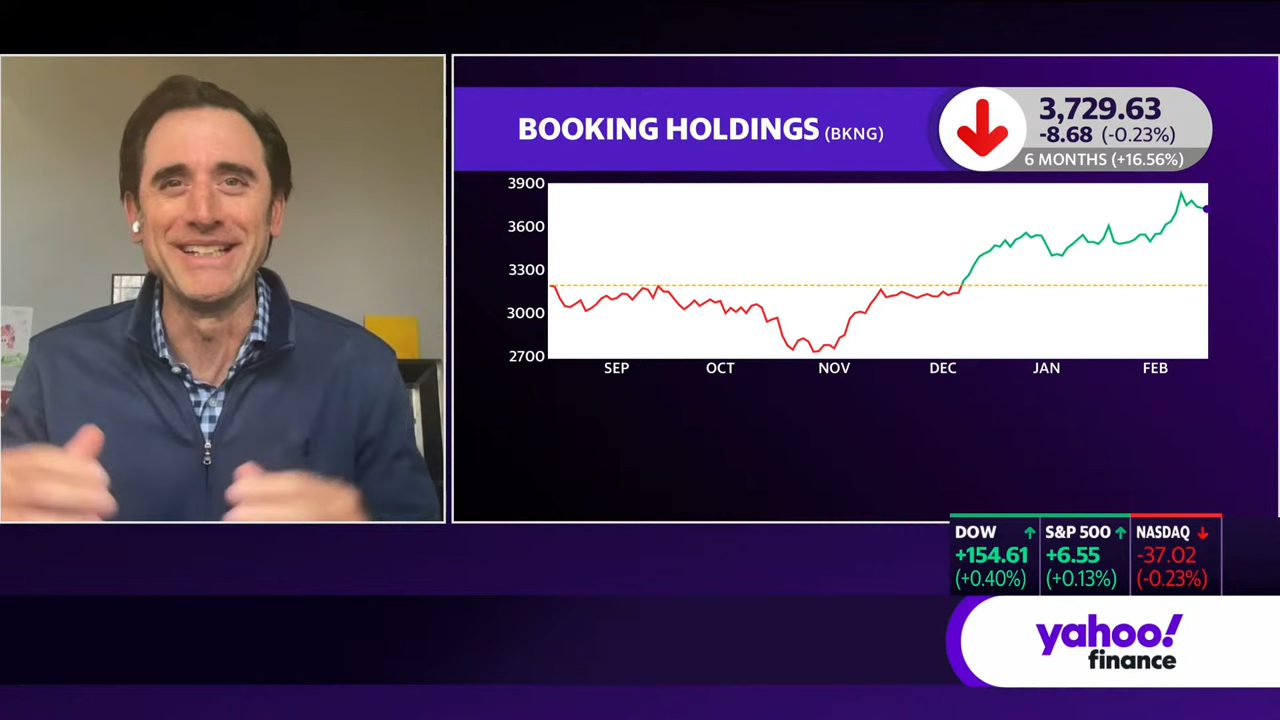 BOOKING HOLDINGS (BKNG)
3,729.63
-8.68 (-0.23%)
6 MONTHS (+16.56%)
3900
3600
3300
3000
2700
SEP OCT NOV DEC JAN FEB
DOW
+154.61
(+0.40%)
S&P 500
+6.55
(+0.13%)
NASDAQ
-37.02
(-0.23%)
yahoo!
finance